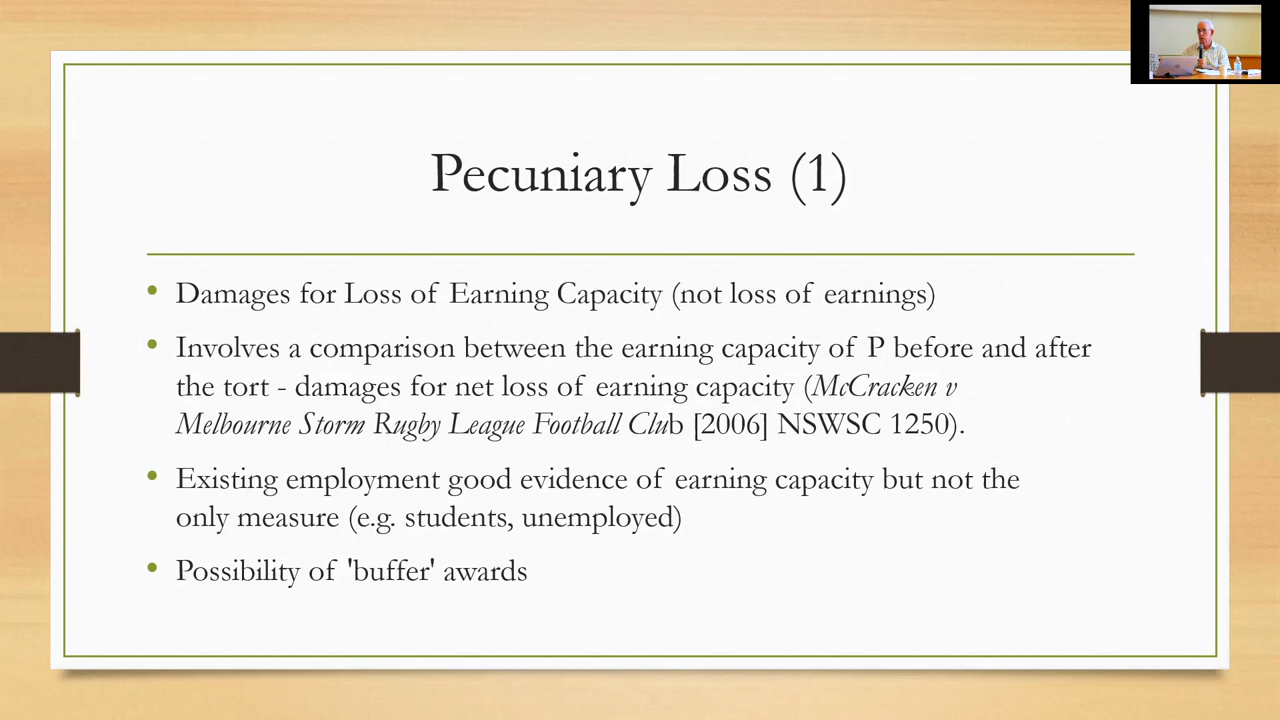 Pecuniary Loss (1)
• Damages for Loss of Earning Capacity (not loss of earnings)
• Involves a comparison between the earning capacity of P before and after
the tort - damages for net loss of earning capacity (McCracken v
Melbourne Storm Rugby League Football Club [2006] NSWSC 1250).
• Existing employment good evidence of earning capacity but not the
only measure (e.g. students, unemployed)
• Possibility of 'buffer' awards